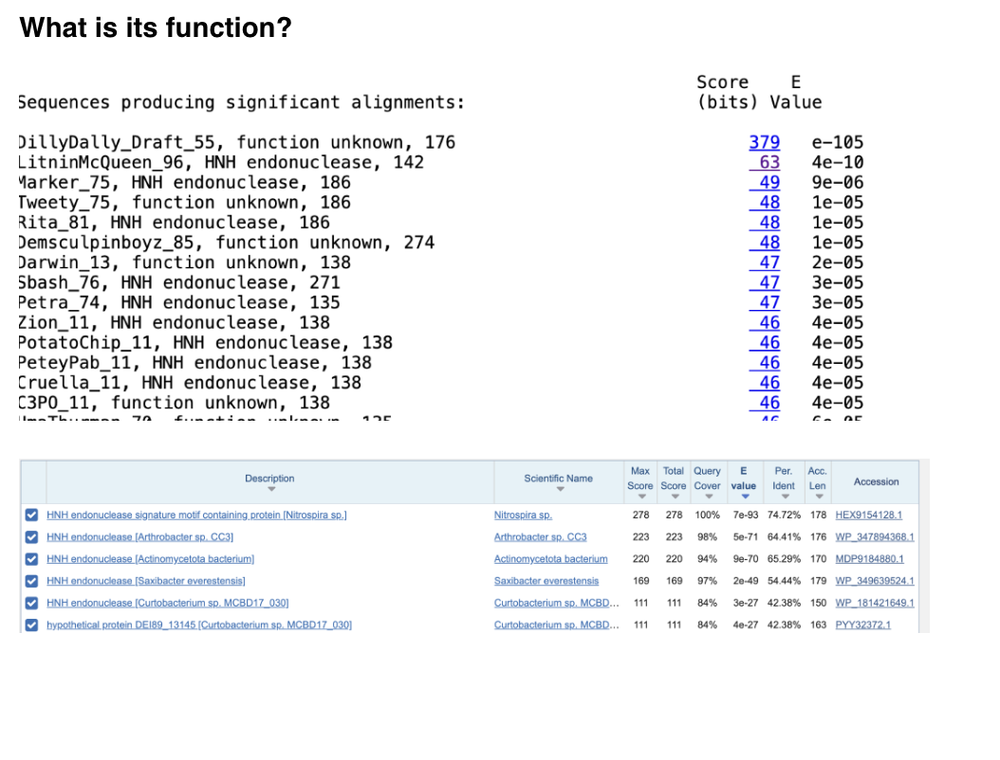 What is its function?
Score E
Sequences producing significant alignments: (bits) Value
DillyDally_Draft_55, function unknown, 176 379 e-105
LitninMcQueen_96, HNH endonuclease, 142 63 4e-10
Marker_75, HNH endonuclease, 186 49 9e-06
Tweety_75, function unknown, 186 48 1e-05
Rita_81, HNH endonuclease, 186 48 1e-05
Demsculpinboyz_85, function unknown, 274 48 1e-05
Darwin_13, function unknown, 138 47 2e-05
Sbash_76, HNH endonuclease, 271 47 3e-05
Petra_74, HNH endonuclease, 135 47 3e-05
Zion_11, HNH endonuclease, 138 46 4e-05
PotatoChip_11, HNH endonuclease, 138 46 4e-05
PeteyPab_11, HNH endonuclease, 138 46 4e-05
Cruella_11, HNH endonuclease, 138 46 4e-05
C3PO_11, function unknown, 138 46 4e-05
Description Scientific Name Max Score Total Score Query Cover E value Per. Ident Acc. Len Accession
HNH endonuclease signature motif containing protein [Nitrospira sp.] Nitrospira sp. 278 278 100% 7e-93 74.72% 178 HEX9154128.1
HNH endonuclease [Arthrobacter sp. CC3] Arthrobacter sp. CC3 223 223 98% 5e-71 64.41% 176 WP_347894368.1
HNH endonuclease [Actinomycetota bacterium] Actinomycetota bacterium 220 220 94% 9e-70 65.29% 170 MDP9184880.1
HNH endonuclease [Saxibacter everestensis] Saxibacter everestensis 169 169 97% 2e-49 54.44% 179 WP_349639524.1
HNH endonuclease [Curtobacterium sp. MCBD17_030] Curtobacterium sp. MCBD... 111 111 84% 3e-27 42.38% 150 WP_181421649.1
hypothetical protein DEI89_13145 [Curtobacterium sp. MCBD17_030] Curtobacterium sp. MCBD... 111 111 84% 4e-27 42.38% 163 PYY32372.1